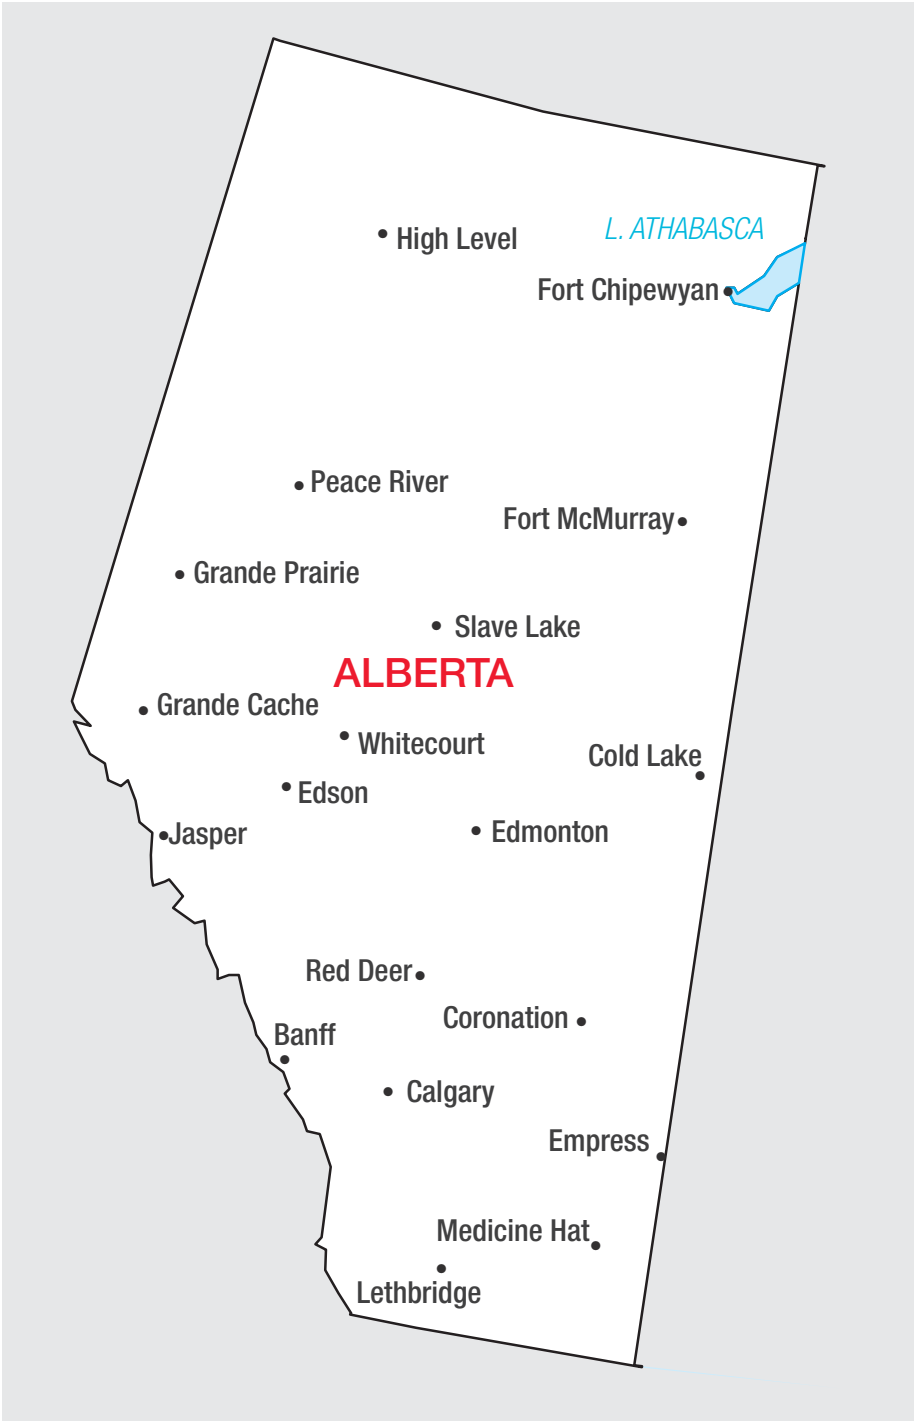 High Level
L. ATHABASCA
Fort Chipewyan
Peace River
Fort McMurray
Grande Prairie
Slave Lake
ALBERTA
Grande Cache
Whitecourt
Cold Lake
Edson
Jasper
Edmonton
Red Deer
Coronation
Banff
Calgary
Empress
Medicine Hat
Lethbridge